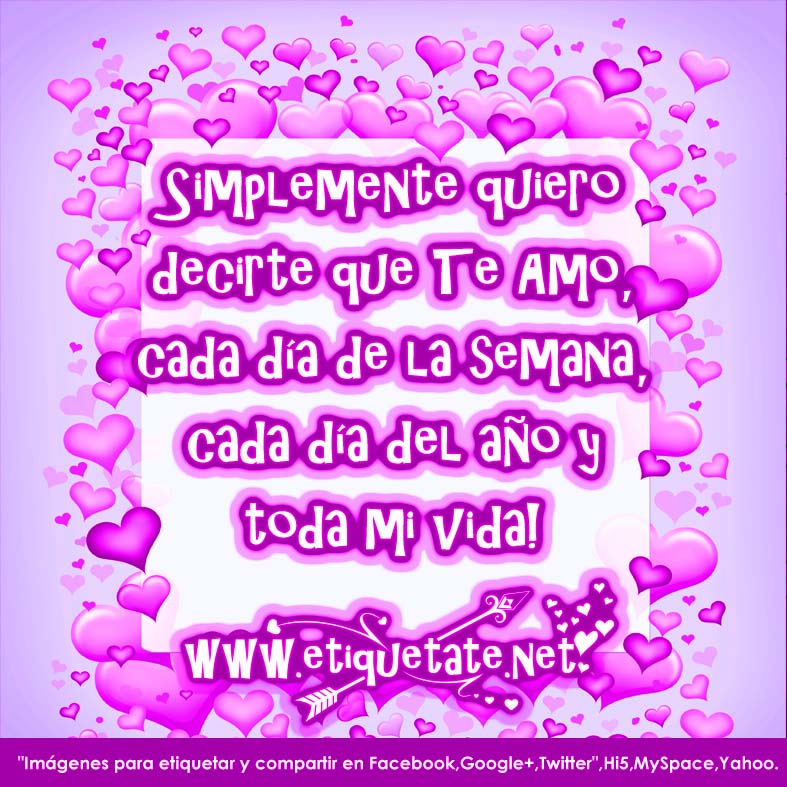 Simplemente quiero
decirte que Te Amo,
cada día de la semana,
cada día del año y
toda mi vida!
www.etiquetate.net
"Imágenes para etiquetar y compartir en Facebook,Google+,Twitter",Hi5,MySpace,Yahoo.